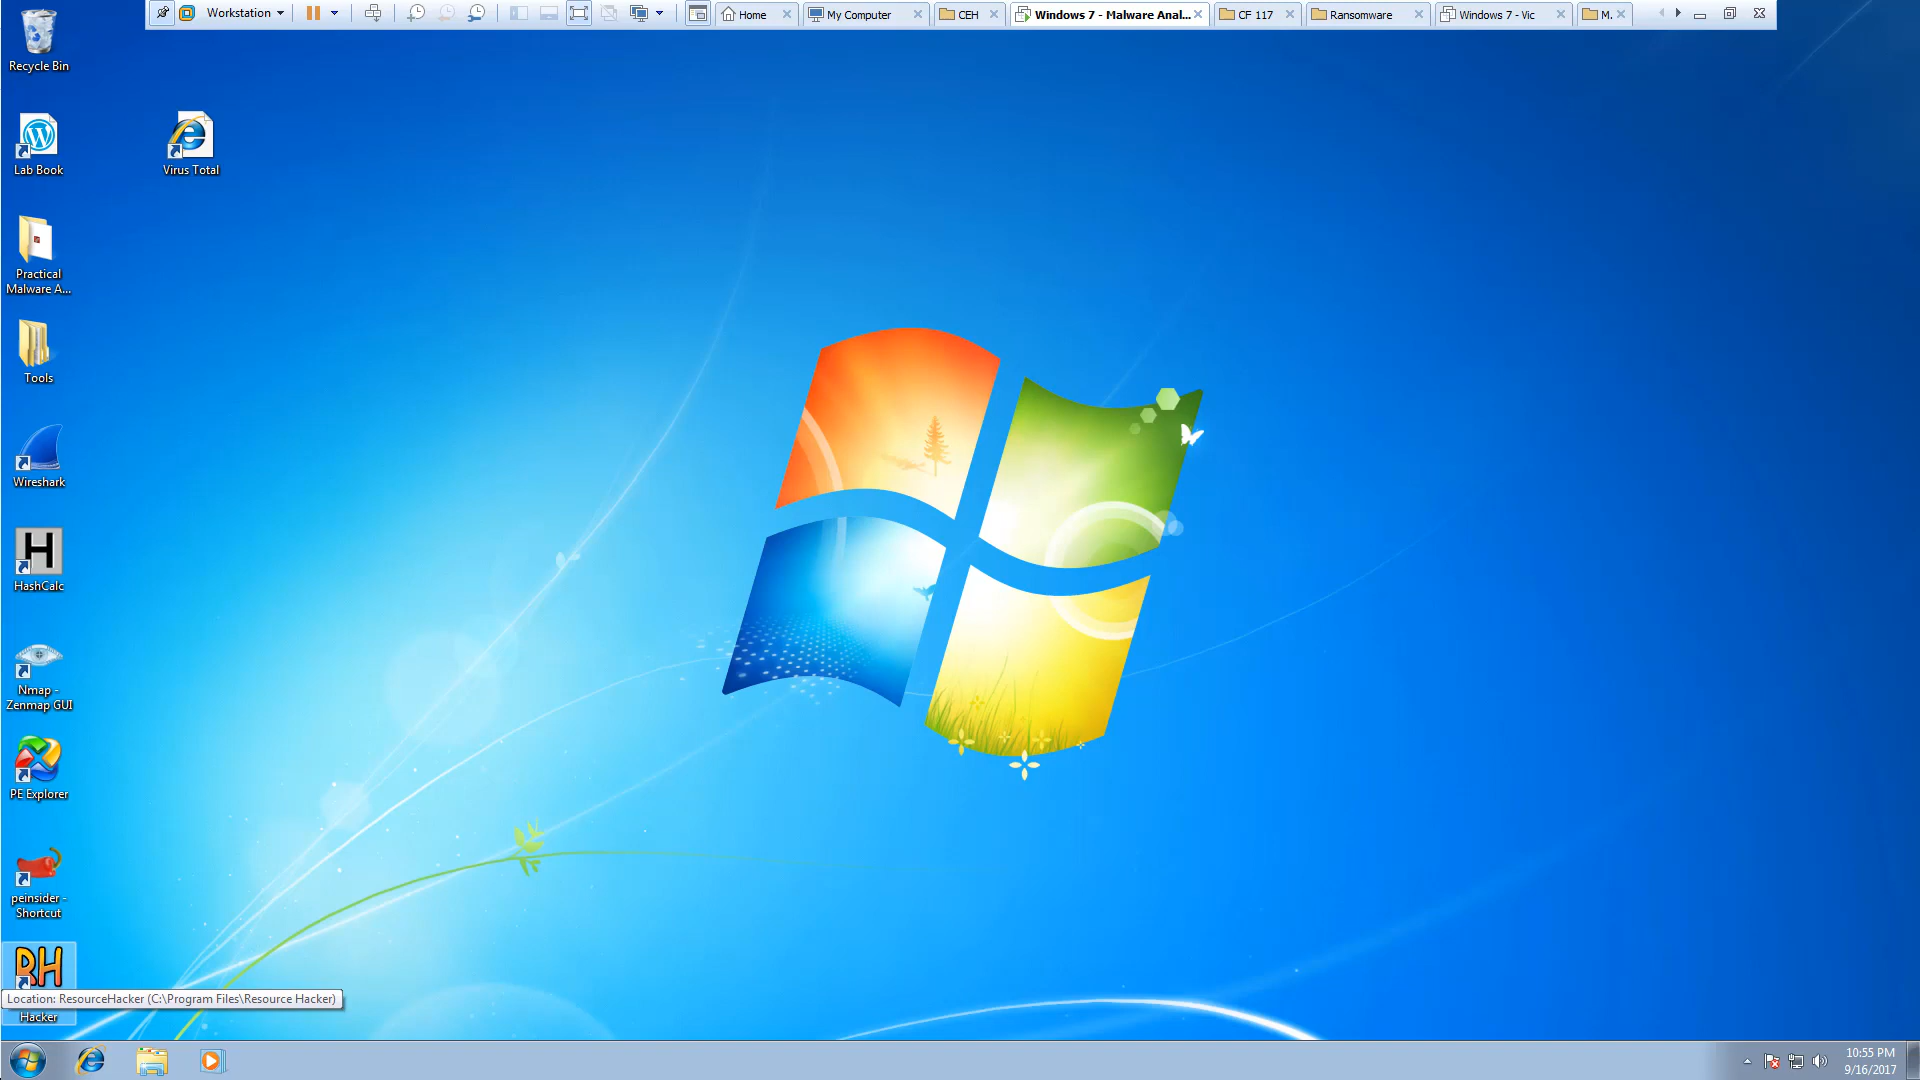 Workstation
Home
My Computer
CEH
Windows 7 - Malware Anal...
CF 117
Ransomware
Windows 7 - Vic
M.
Recycle Bin
Lab Book
Virus Total
Practical
Malware A...
Tools
Wireshark
H
HashCalc
Nmap -
Zenmap GUI
PE Explorer
peinsider -
Shortcut
RH
Location: ResourceHacker (C:\Program Files\Resource Hacker)
Hacker
10:55 PM
9/16/2017